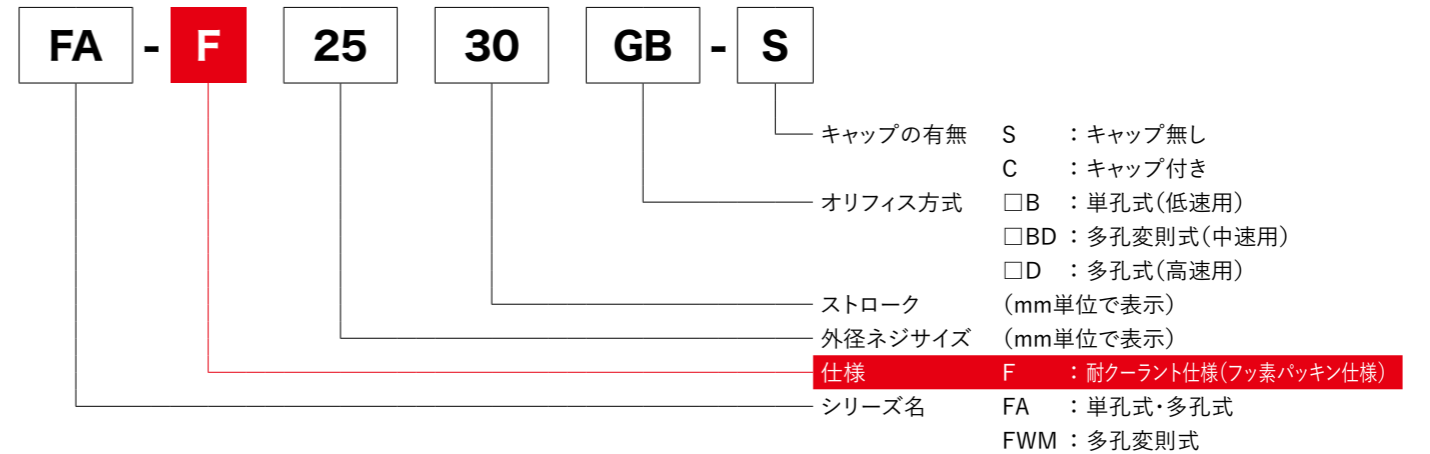 FA - F 25 30 GB - S
キャップの有無 S ：キャップ無し
C ：キャップ付き
オリフィス方式 □B ：単孔式(低速用)
□BD ：多孔変則式(中速用)
□D ：多孔式(高速用)
ストローク (mm単位で表示)
外径ネジサイズ (mm単位で表示)
仕様 F ：耐クーラント仕様(フッ素パッキン仕様)
シリーズ名 FA ：単孔式・多孔式
FWM ：多孔変則式